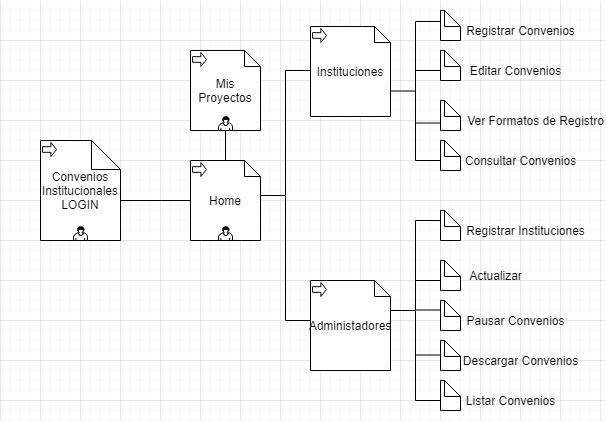 Convenios
Institucionales
LOGIN
Mis
Proyectos
Home
Instituciones
Registrar Convenios
Editar Convenios
Ver Formatos de Registro
Consultar Convenios
Administadores
Registrar Instituciones
Actualizar
Pausar Convenios
Descargar Convenios
Listar Convenios